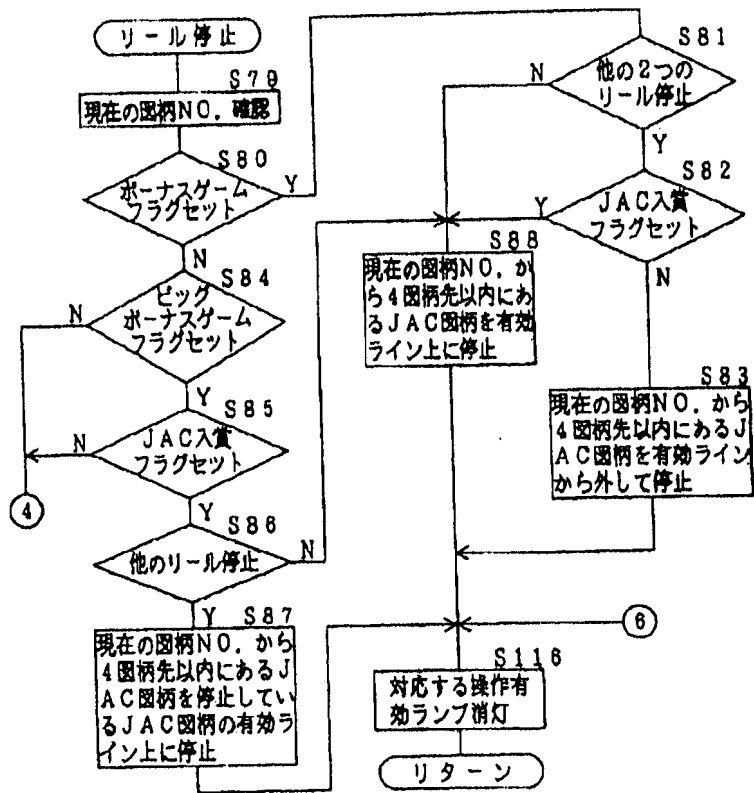 リール停止
S79
現在の図柄NO.確認
S80
ボーナスゲーム
フラグセット
Y
N
S84
ビッグ
ボーナスゲーム
フラグセット
N
Y
S85
JAC入賞
フラグセット
N
Y
4
S86
他のリール停止
N
Y
S87
現在の図柄NO.から
4図柄先以内にあるJ
AC図柄を停止してい
るJAC図柄の有効ラ
イン上に停止
S81
他の2つの
リール停止
N
Y
S82
JAC入賞
フラグセット
Y
N
S88
現在の図柄NO.か
ら4図柄先以内にあ
るJAC図柄を有効
ライン上に停止
S83
現在の図柄NO.から
4図柄先以内にあるJ
AC図柄を有効ライン
から外して停止
6
S116
対応する操作有
効ランプ消灯
リターン